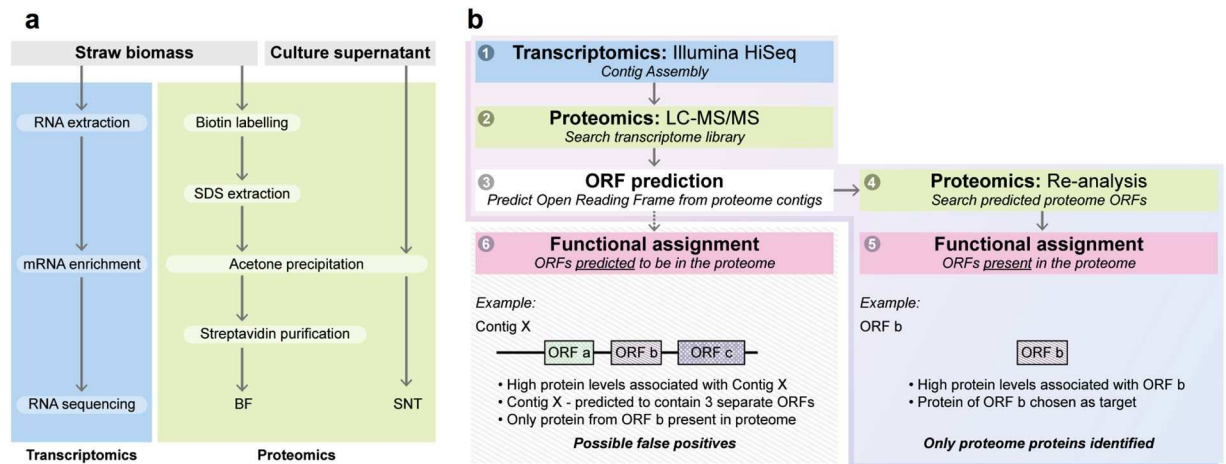 a
Straw biomass
Culture supernatant
RNA extraction
Biotin labelling
SDS extraction
mRNA enrichment
Acetone precipitation
Streptavidin purification
RNA sequencing
BF
SNT
Transcriptomics
Proteomics
b
1 Transcriptomics: Illumina HiSeq
Contig Assembly
2 Proteomics: LC-MS/MS
Search transcriptome library
3 ORF prediction
Predict Open Reading Frame from proteome contigs
4 Proteomics: Re-analysis
Search predicted proteome ORFs
6 Functional assignment
ORFs predicted to be in the proteome
Example:
Contig X
ORF a ORF b ORF c
• High protein levels associated with Contig X
• Contig X - predicted to contain 3 separate ORFs
• Only protein from ORF b present in proteome
Possible false positives
5 Functional assignment
ORFs present in the proteome
Example:
ORF b
ORF b
• High protein levels associated with ORF b
• Protein of ORF b chosen as target
Only proteome proteins identified